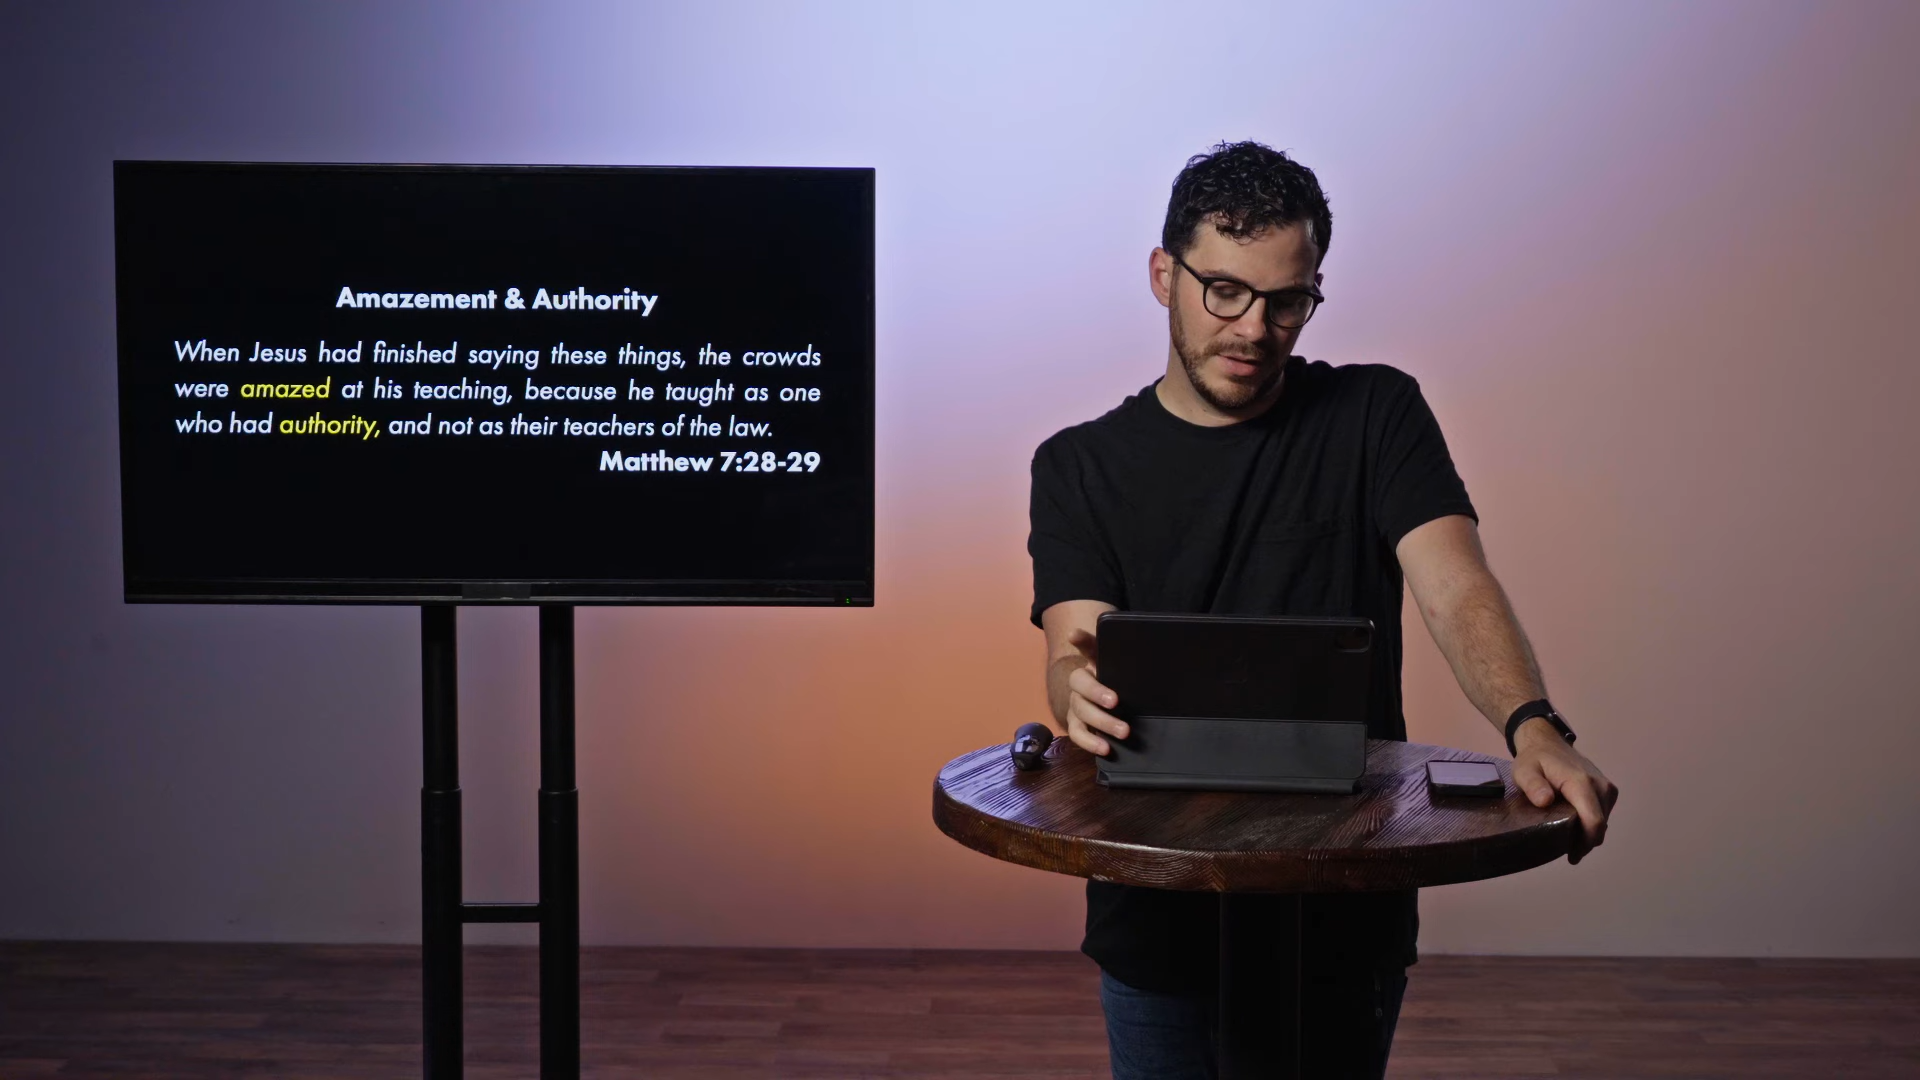 Amazement & Authority
When Jesus had finished saying these things, the crowds
were amazed at his teaching, because he taught as one
who had authority, and not as their teachers of the law.
Matthew 7:28-29